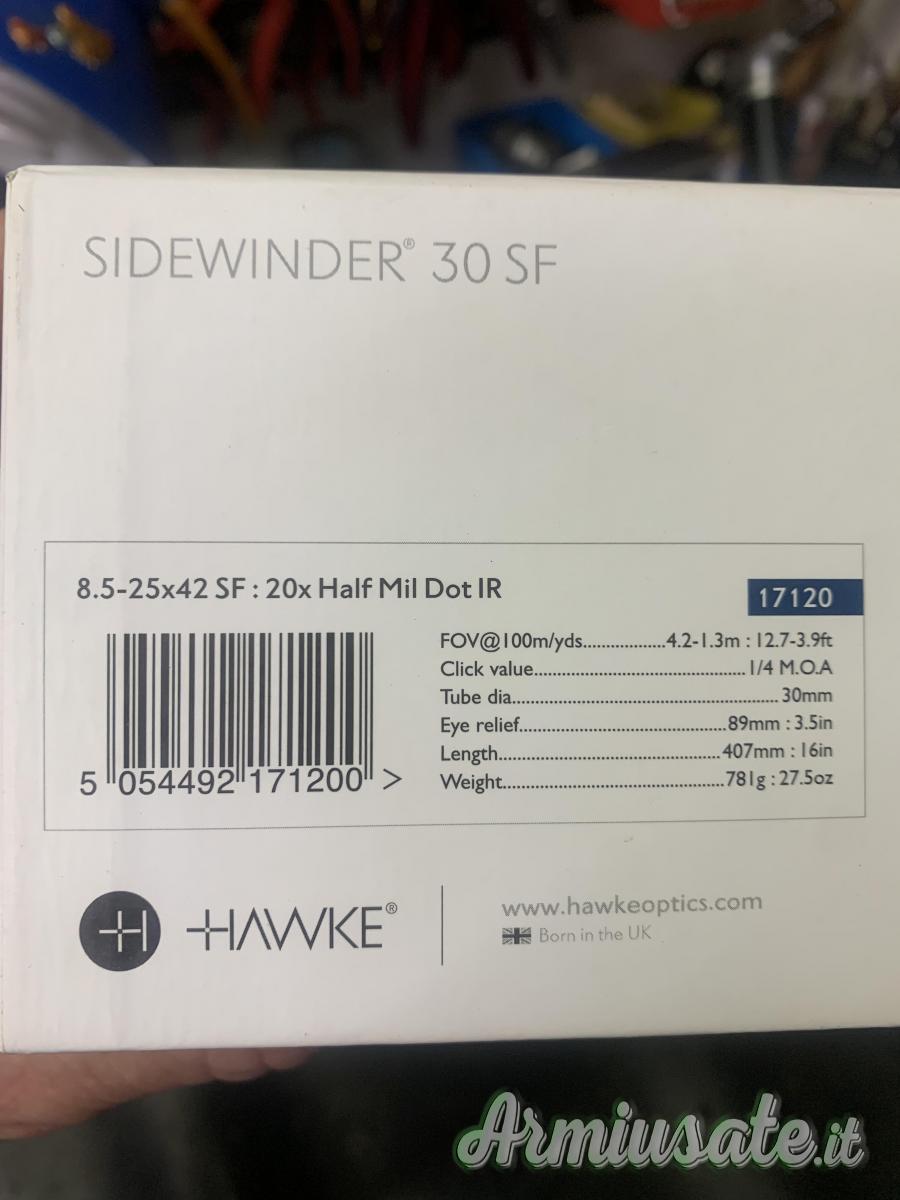 SIDEWINDER® 30 SF
8.5-25x42 SF : 20x Half Mil Dot IR
17120
FOV@100m/yds.................4.2-1.3m : 12.7-3.9ft
Click value............................................1/4 M.O.A
Tube dia.......................................................30mm
Eye relief...........................................89mm : 3.5in
Length..............................................407mm : 16in
Weight..............................................781g : 27.5oz
5 054492 171200 >
H HAWKE®
www.hawkeoptics.com
Born in the UK
Armiusate.it